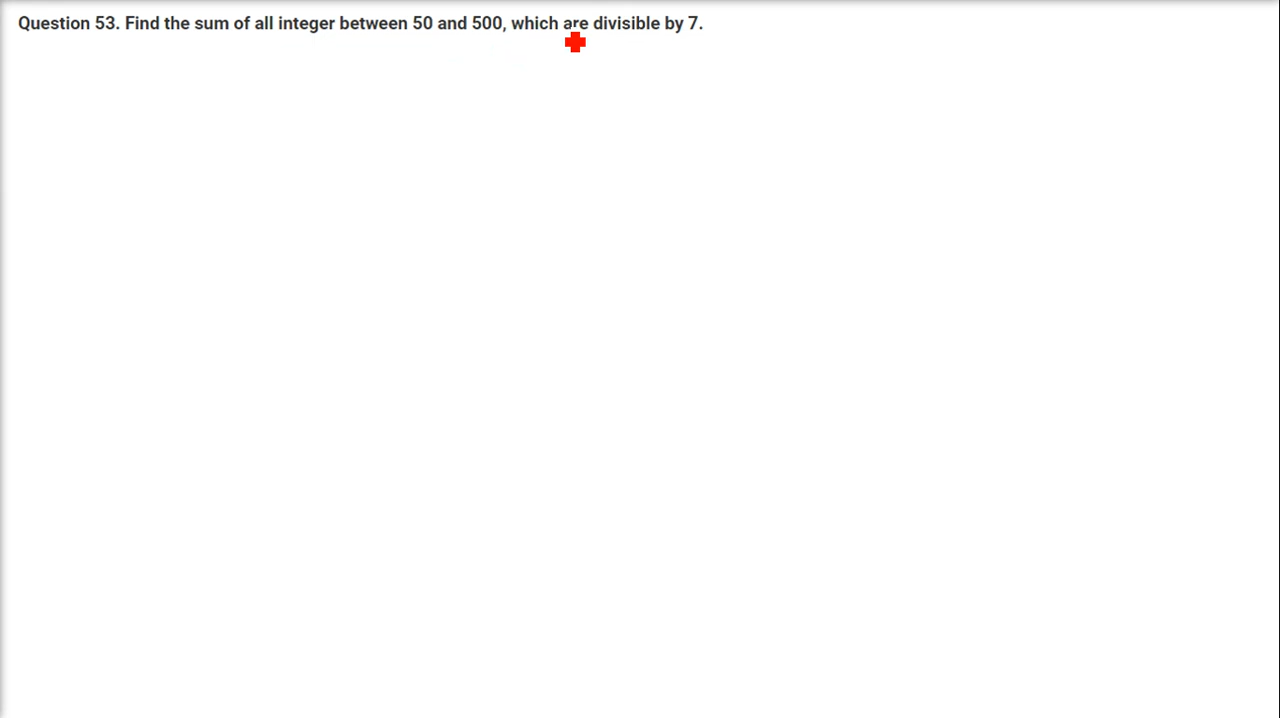 Question 53. Find the sum of all integer between 50 and 500, which are divisible by 7.